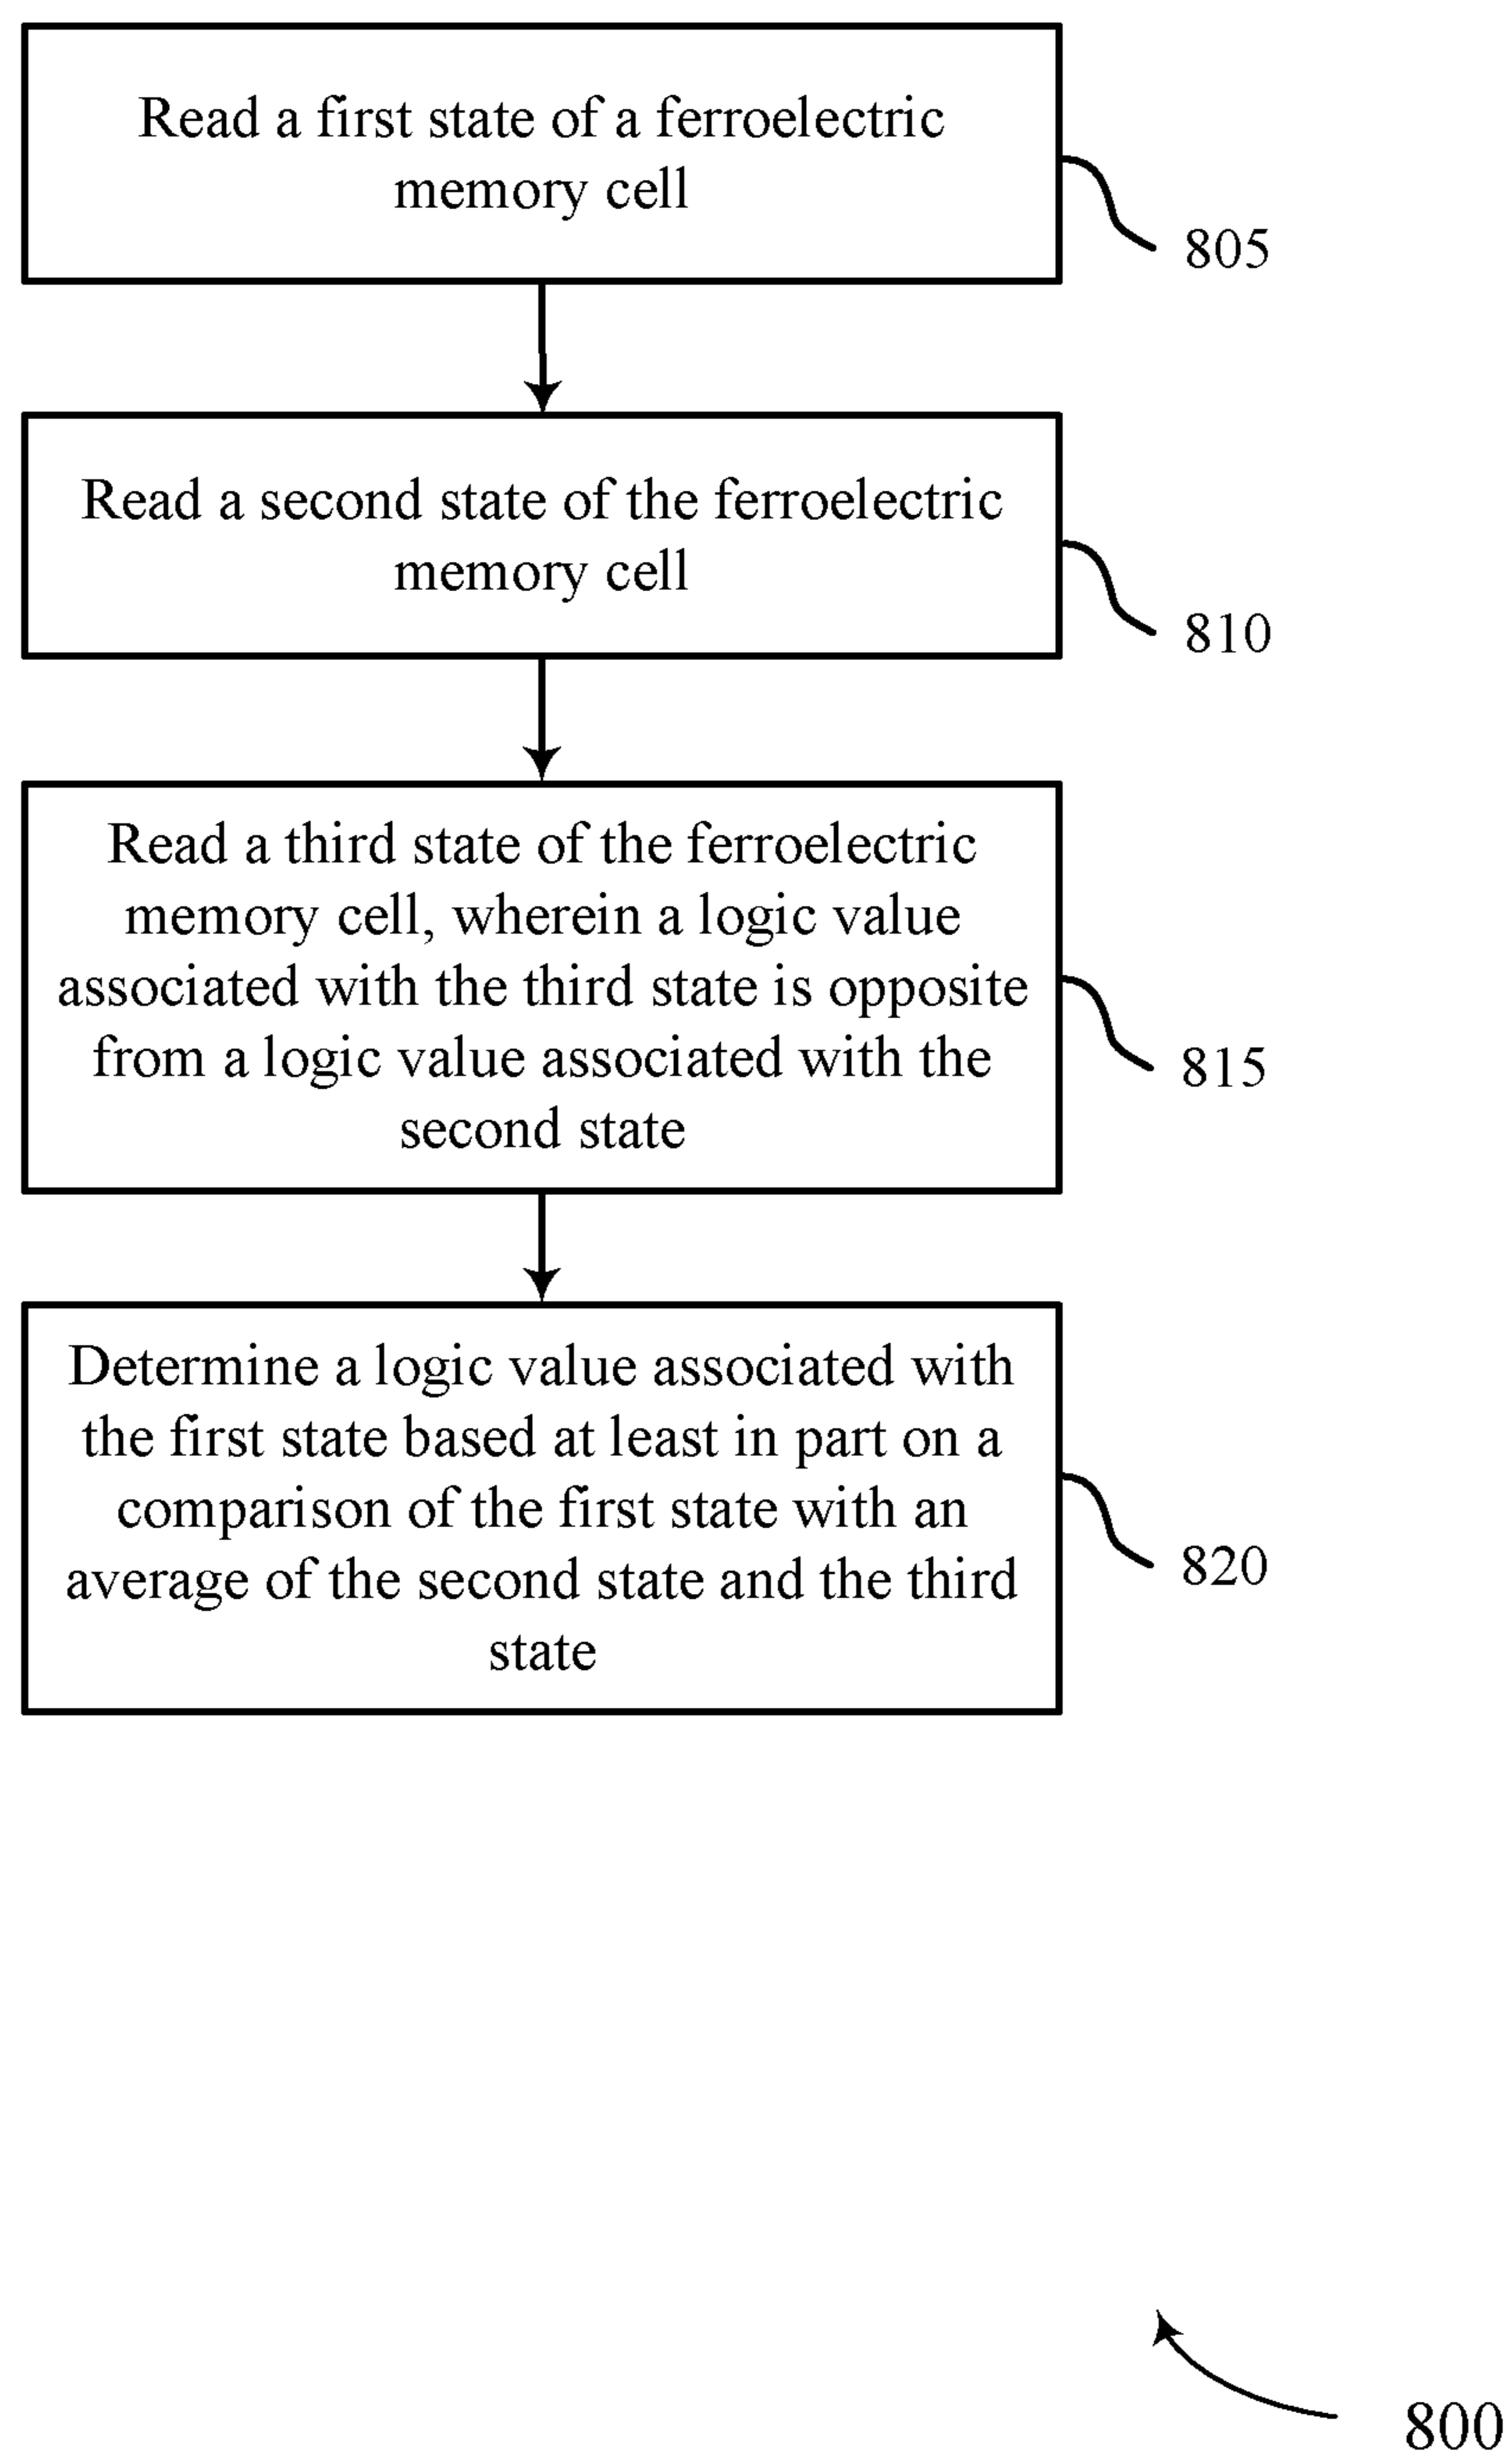 Read a first state of a ferroelectric
memory cell
805
Read a second state of the ferroelectric
memory cell
810
Read a third state of the ferroelectric
memory cell, wherein a logic value
associated with the third state is opposite
from a logic value associated with the
second state
815
Determine a logic value associated with
the first state based at least in part on a
comparison of the first state with an
average of the second state and the third
state
820
800